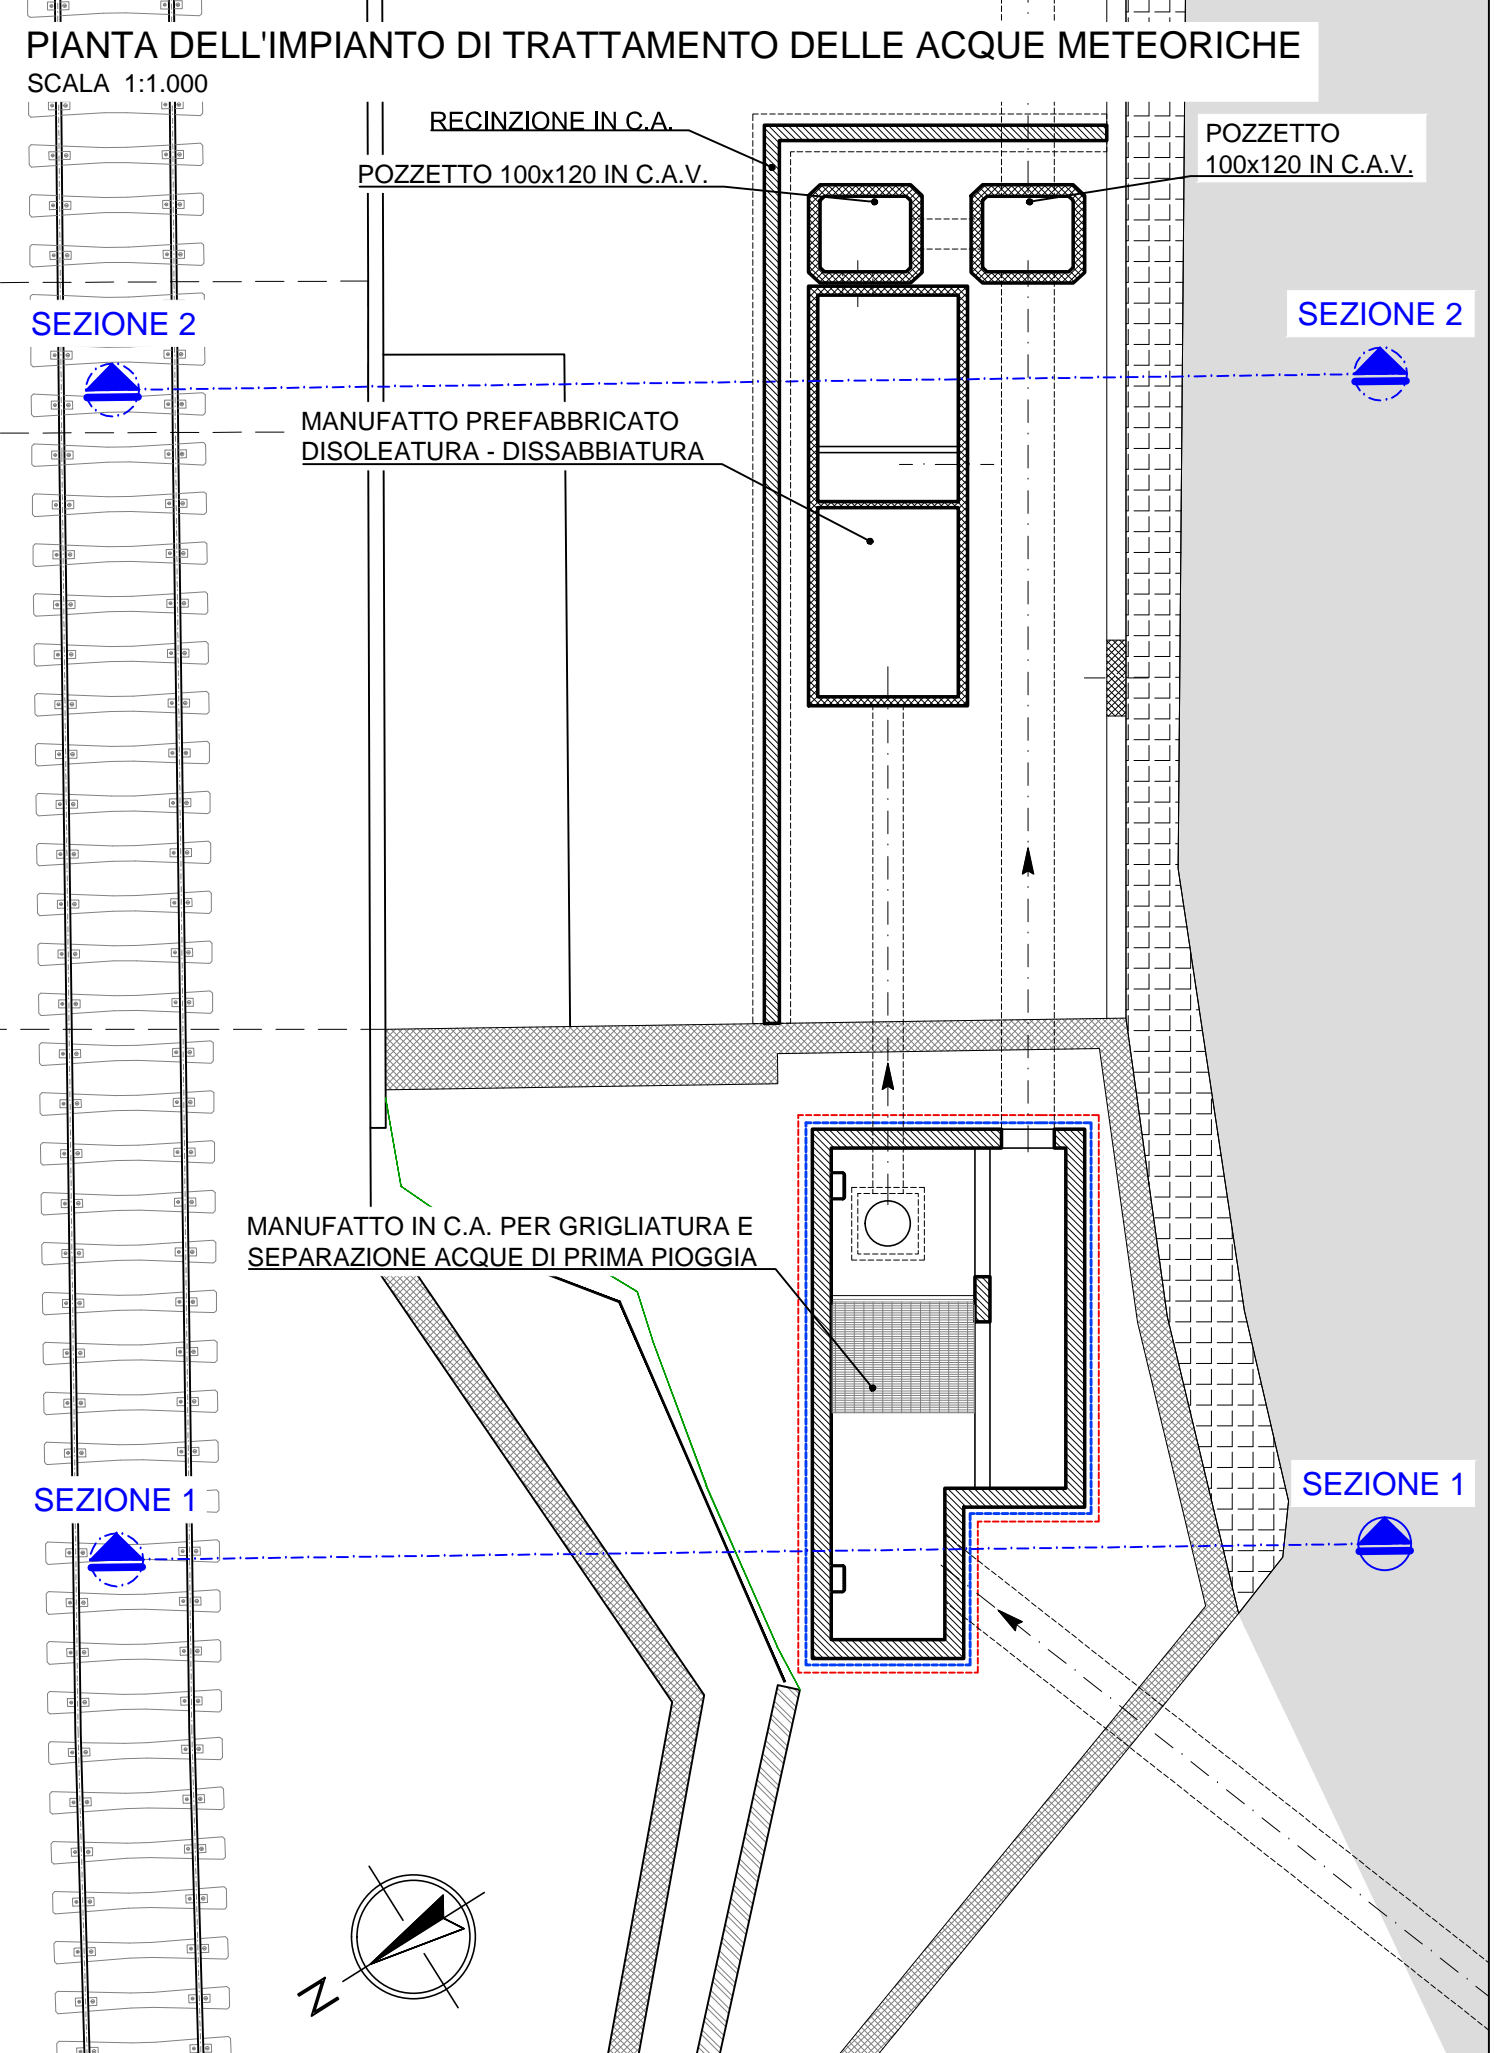 PIANTA DELL'IMPIANTO DI TRATTAMENTO DELLE ACQUE METEORICHE
SCALA 1:1.000
RECINZIONE IN C.A.
POZZETTO 100x120 IN C.A.V.
POZZETTO
100x120 IN C.A.V.
SEZIONE 2
SEZIONE 2
MANUFATTO PREFABBRICATO
DISOLEATURA - DISSABBIATURA
MANUFATTO IN C.A. PER GRIGLIATURA E
SEPARAZIONE ACQUE DI PRIMA PIOGGIA
SEZIONE 1
SEZIONE 1
N